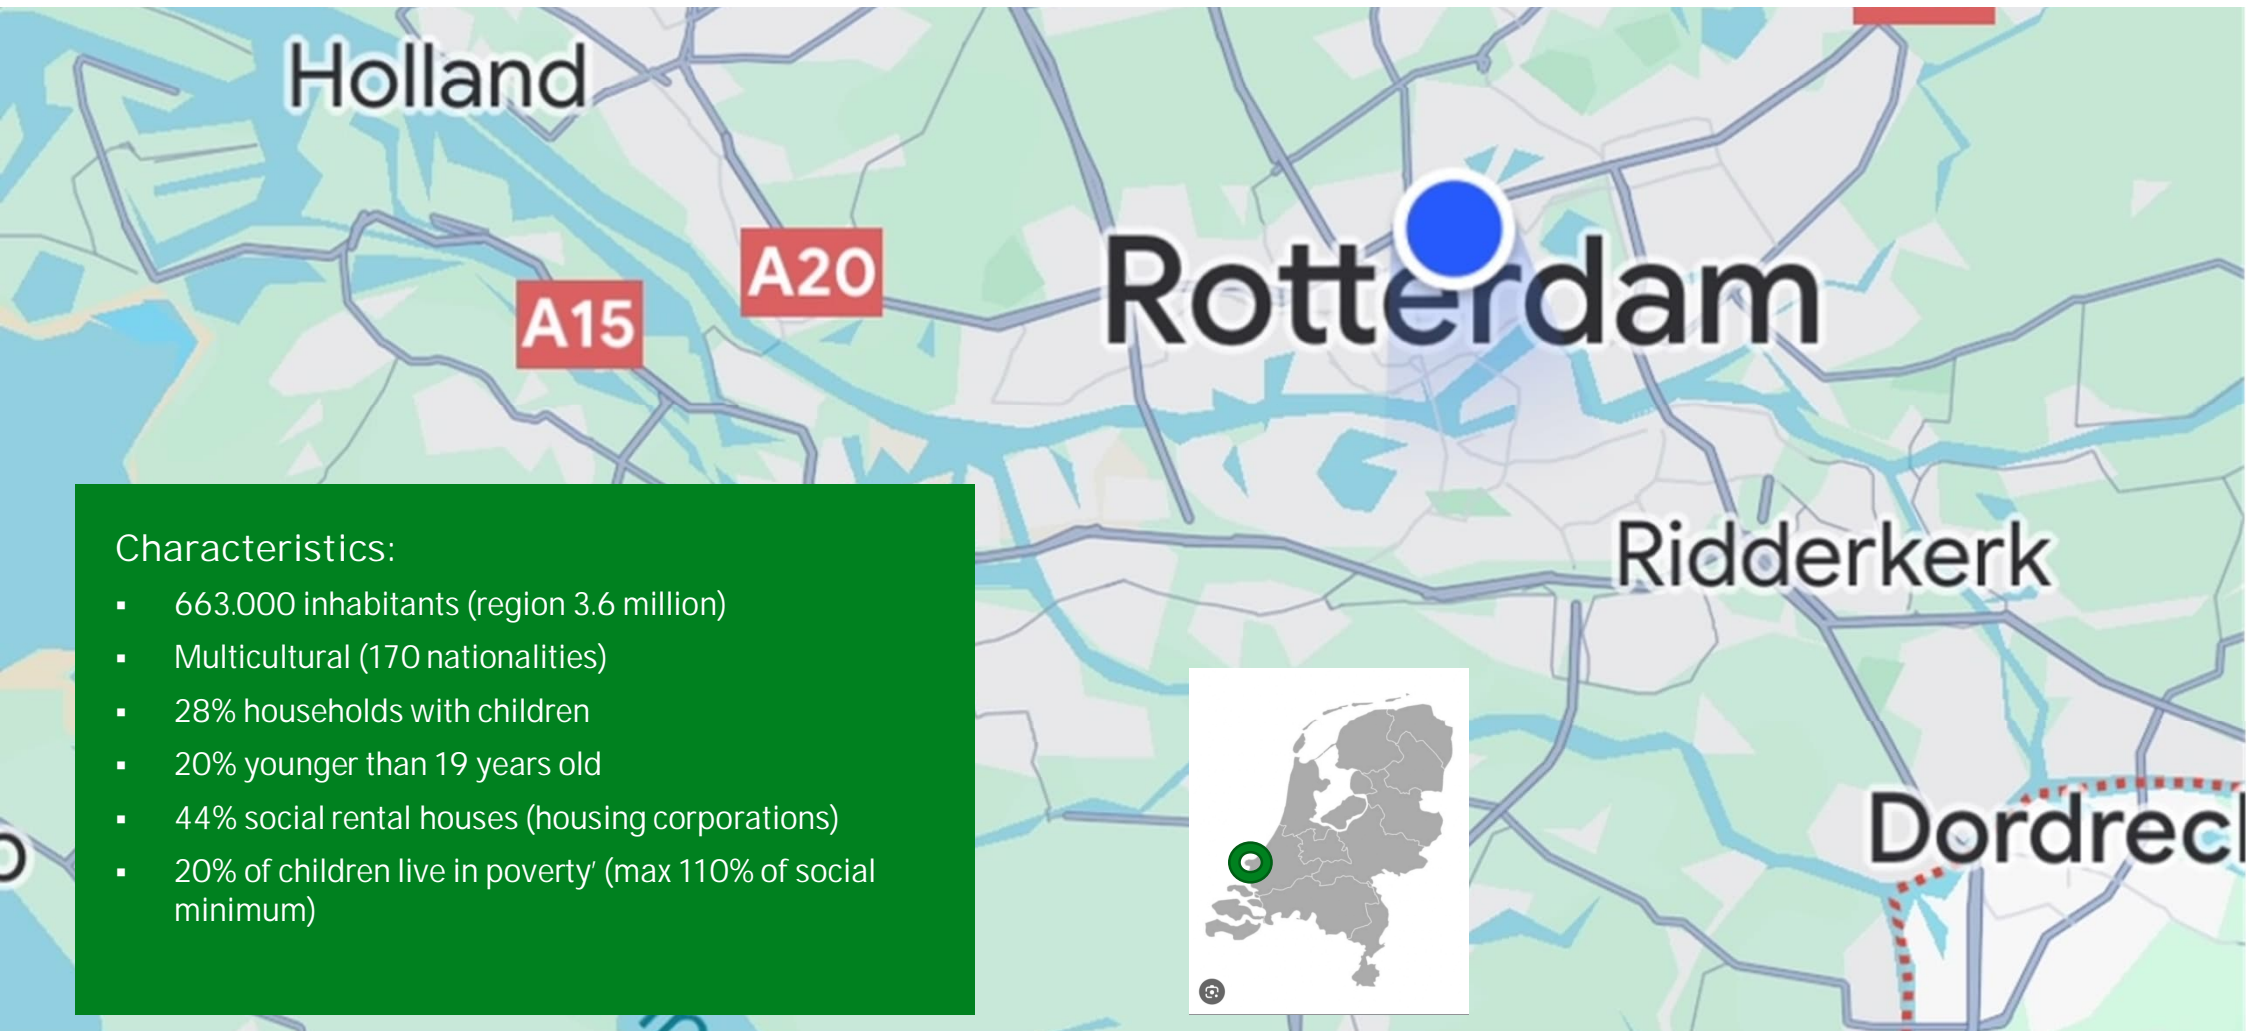 Holland
A20
A15
Rotterdam
Ridderkerk
Characteristics:
▪ 663.000 inhabitants (region 3.6 million)
▪ Multicultural (170 nationalities)
▪ 28% households with children
▪ 20% younger than 19 years old
▪ 44% social rental houses (housing corporations)
▪ 20% of children live in poverty' (max 110% of social
minimum)
Dordrecl